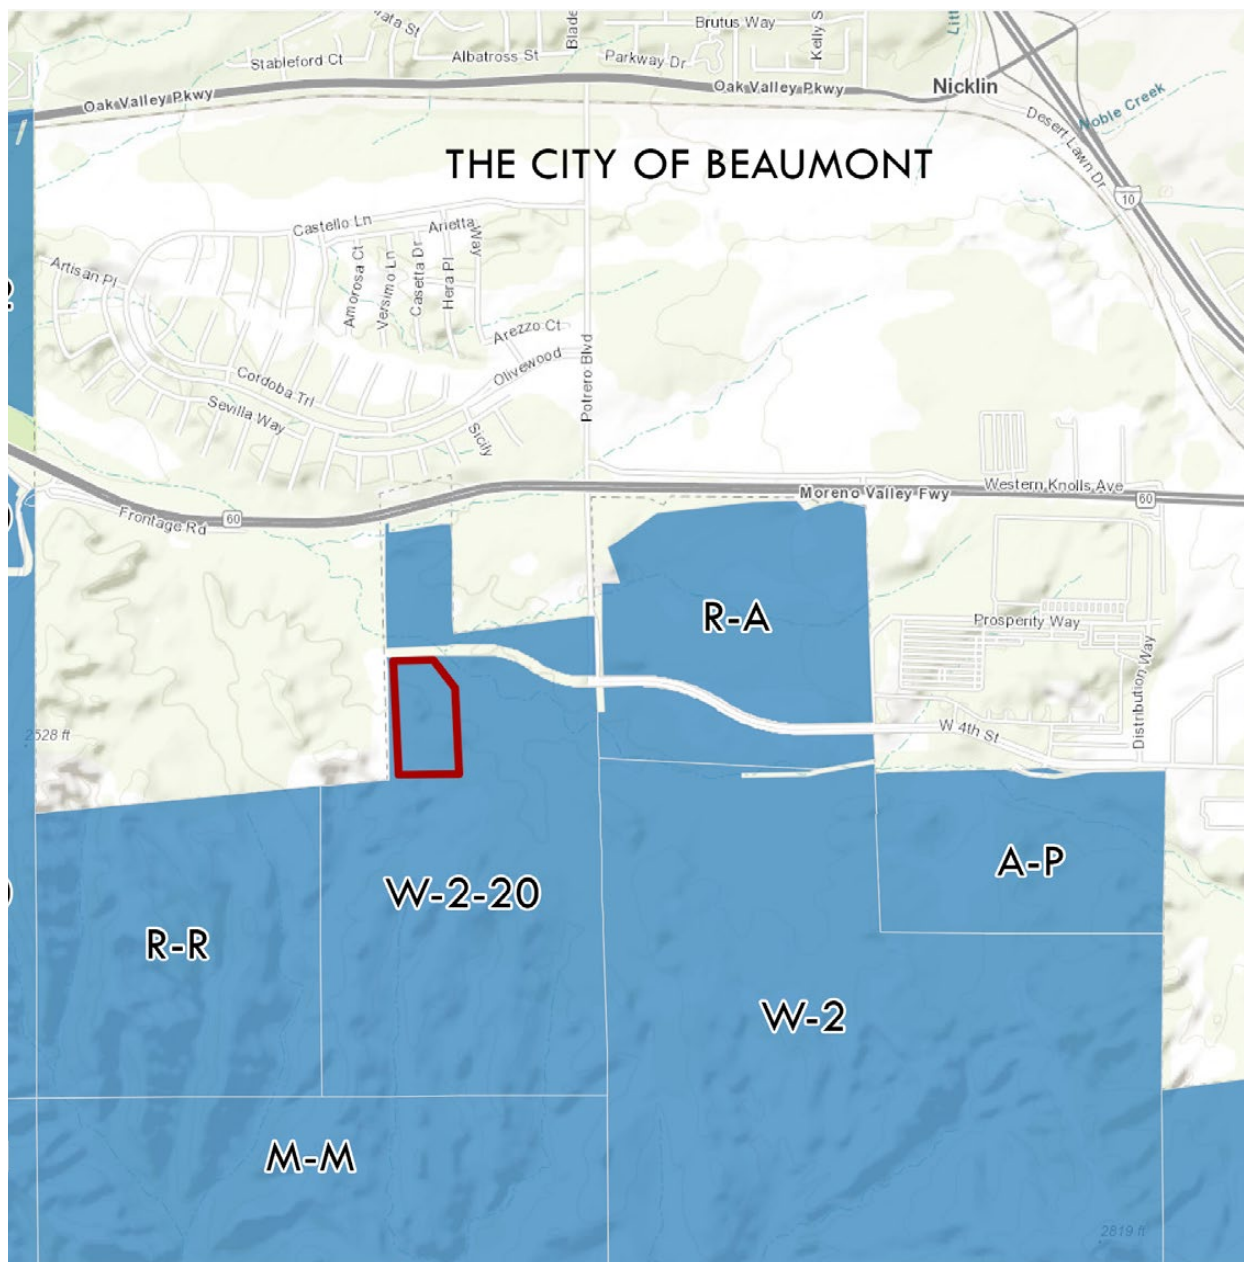 Brutus Way
Kelly S
Blade
Litt
rata St
Stableford Ct
Albatross St
Parkway Dr
Nicklin
Oak Valley Pkwy
Oak Valley Pkwy
Noble Creek
Desert Lawn Dr
THE CITY OF BEAUMONT
10
Castello Ln
Arietta
Way
Artisan Pl
Amorosa Ct
Versimo Ln
Casetta Dr
Hera Pl
Arezzo Ct
Olivewood
Potrero Blvd
Cordoba Trl
Sevilla Way
Sicily
Western Knolls Ave
Moreno Valley Fwy
60
Frontage Rd
60
R-A
Prosperity Way
Distribution Way
W 4th St
2528 ft
A-P
W-2-20
R-R
W-2
M-M
2819 ft